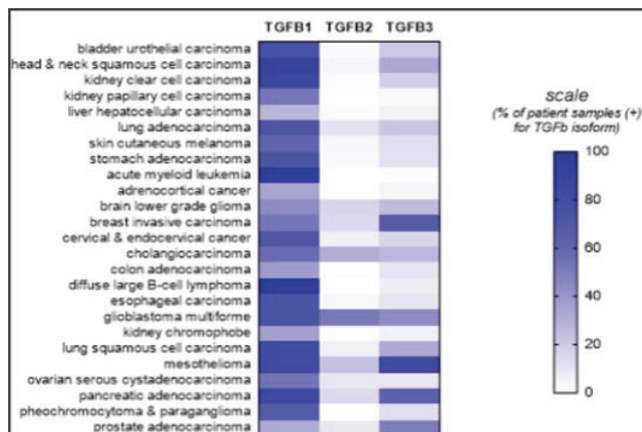 TGFB1 TGFB2 TGFB3
bladder urothelial carcinoma
head & neck squamous cell carcinoma
kidney clear cell carcinoma
kidney papillary cell carcinoma
liver hepatocellular carcinoma
lung adenocarcinoma
skin cutaneous melanoma
stomach adenocarcinoma
acute myeloid leukemia
adrenocortical cancer
brain lower grade glioma
breast invasive carcinoma
cervical & endocervical cancer
cholangiocarcinoma
colon adenocarcinoma
diffuse large B-cell lymphoma
esophageal carcinoma
glioblastoma multiforme
kidney chromophobe
lung squamous cell carcinoma
mesothelioma
ovarian serous cystadenocarcinoma
pancreatic adenocarcinoma
pheochromocytoma & paraganglioma
prostate adenocarcinoma
scale
(% of patient samples (+)
for TGFb isoform)
100
80
60
40
20
0